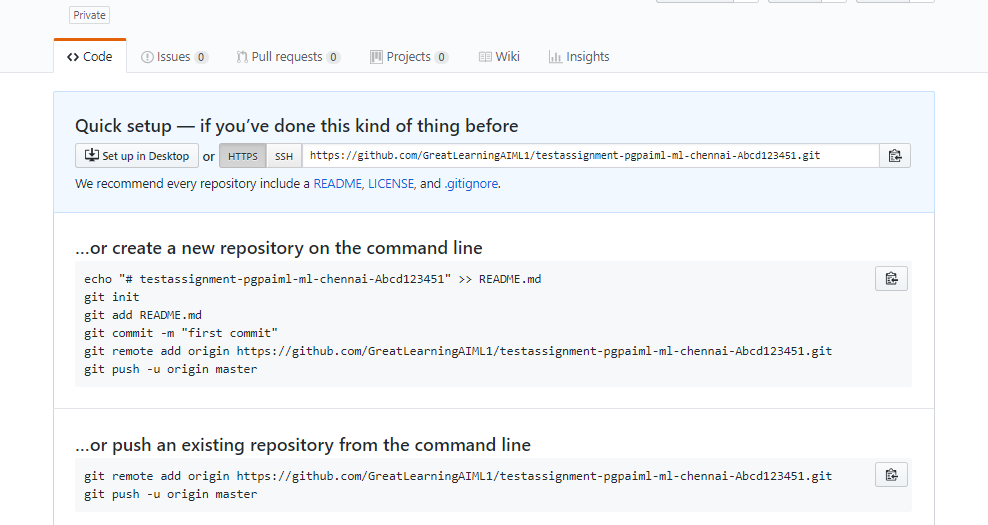 Private
Code
Issues 0
Pull requests 0
Projects 0
Wiki
Insights
Quick setup — if you’ve done this kind of thing before
Set up in Desktop or HTTPS SSH https://github.com/GreatLearningAIML1/testassignment-pgpaiml-ml-chennai-Abcd123451.git
We recommend every repository include a README, LICENSE, and .gitignore.
…or create a new repository on the command line
echo "# testassignment-pgpaiml-ml-chennai-Abcd123451" >> README.md
git init
git add README.md
git commit -m "first commit"
git remote add origin https://github.com/GreatLearningAIML1/testassignment-pgpaiml-ml-chennai-Abcd123451.git
git push -u origin master
…or push an existing repository from the command line
git remote add origin https://github.com/GreatLearningAIML1/testassignment-pgpaiml-ml-chennai-Abcd123451.git
git push -u origin master